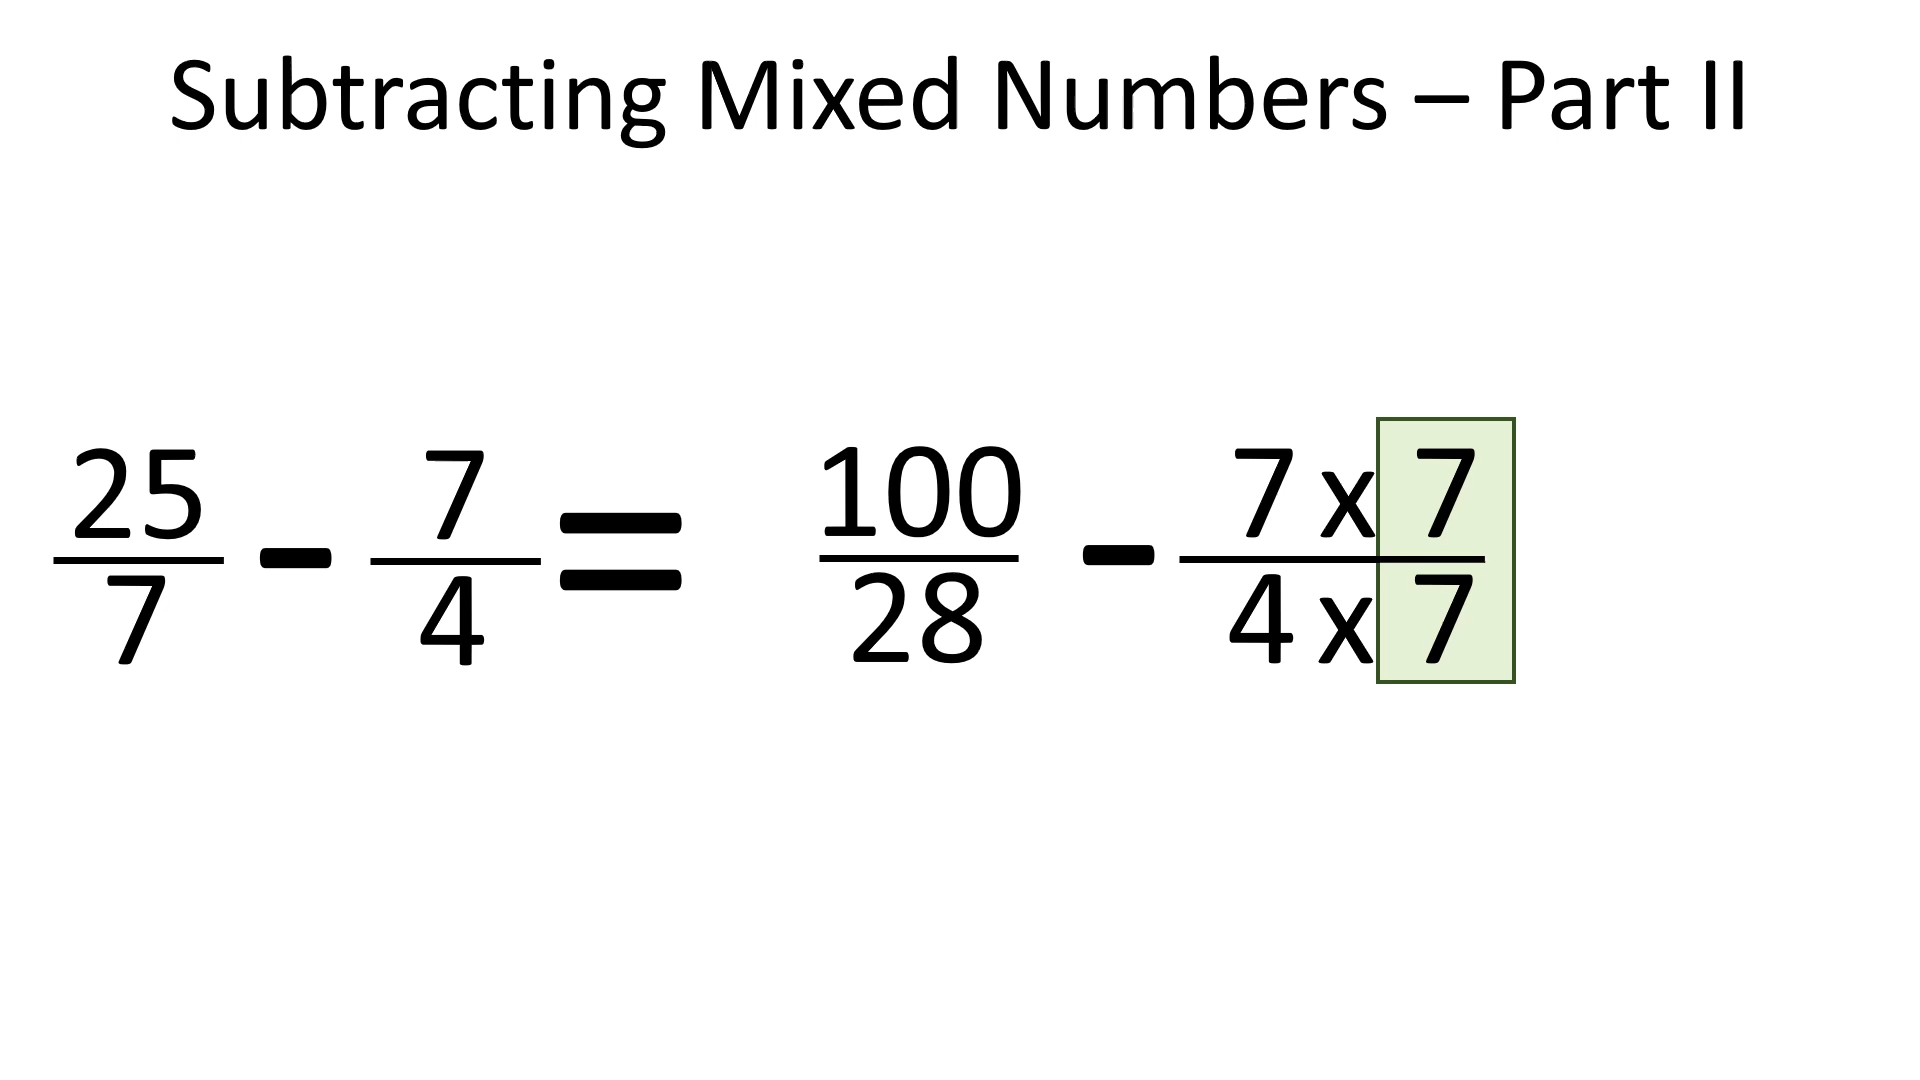 Subtracting Mixed Numbers – Part II
25 7 100 7 x 7
- - = - -
7 4 28 4 x 7